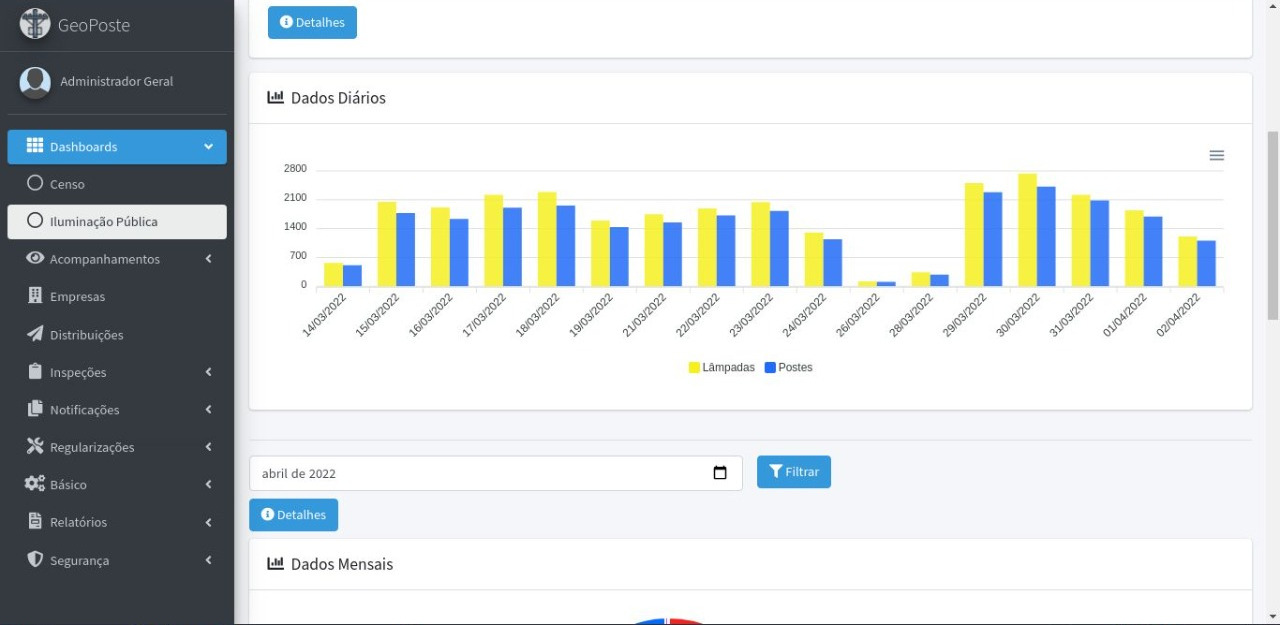 GeoPoste
Administrador Geral
Dashboards
Censo
Iluminação Pública
Acompanhamentos
Empresas
Distribuições
Inspeções
Notificações
Regularizações
Básico
Relatórios
Segurança
Detalhes
Dados Diários
2800
2100
1400
700
0
14/03/2022
15/03/2022
16/03/2022
17/03/2022
18/03/2022
19/03/2022
21/03/2022
22/03/2022
23/03/2022
24/03/2022
26/03/2022
28/03/2022
29/03/2022
30/03/2022
31/03/2022
01/04/2022
02/04/2022
Lâmpadas Postes
abril de 2022 Filtrar
Detalhes
Dados Mensais